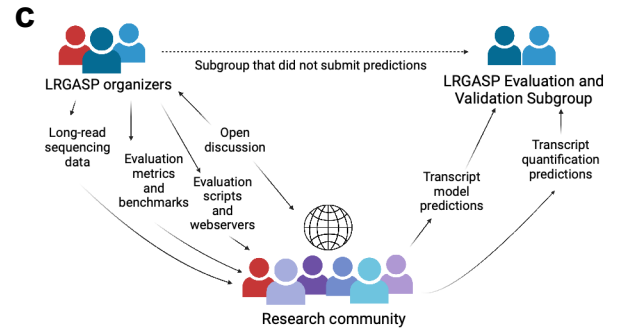 C
Subgroup that did not submit predictions
LRGASP organizers
LRGASP Evaluation and
Validation Subgroup
Long-read
sequencing
data
Evaluation
metrics
and
benchmarks
Evaluation
scripts
and
webservers
Open
discussion
Transcript
model
predictions
Transcript
quantification
predictions
Research community